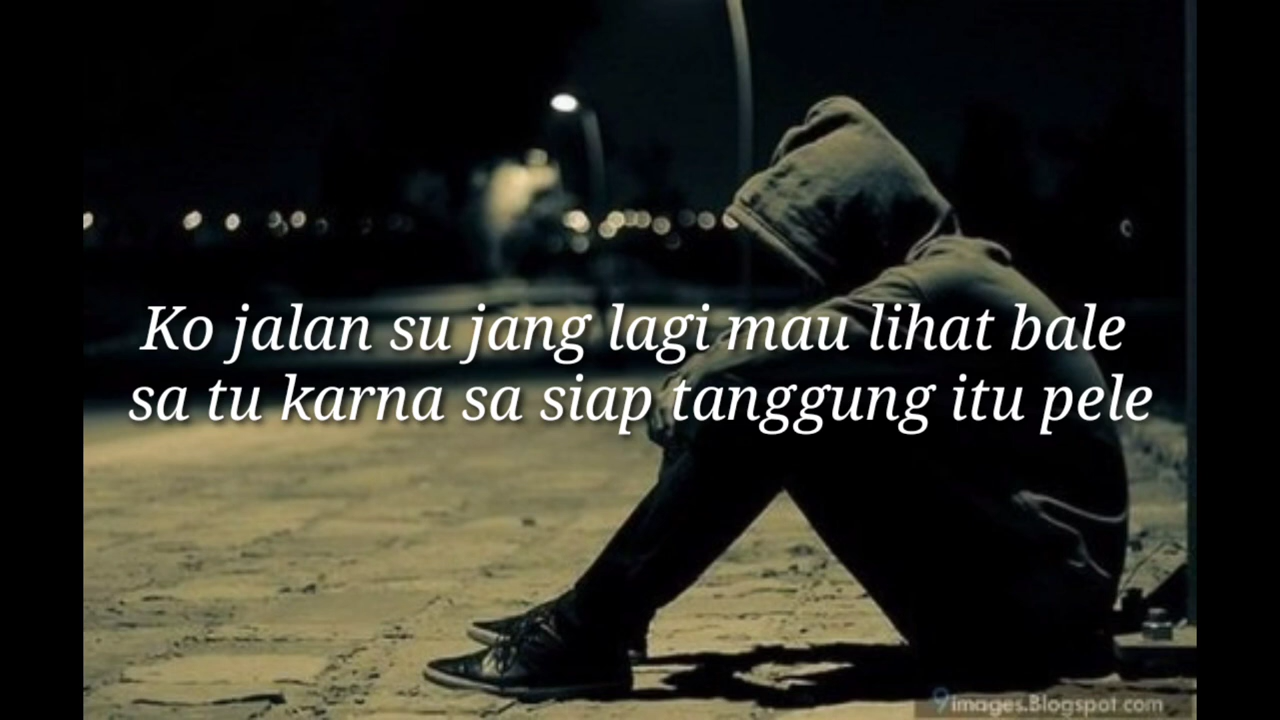 Ko jalan su jang lagi mau lihat bale
sa tu karna sa siap tanggung itu pele
9images.Blogspot.com